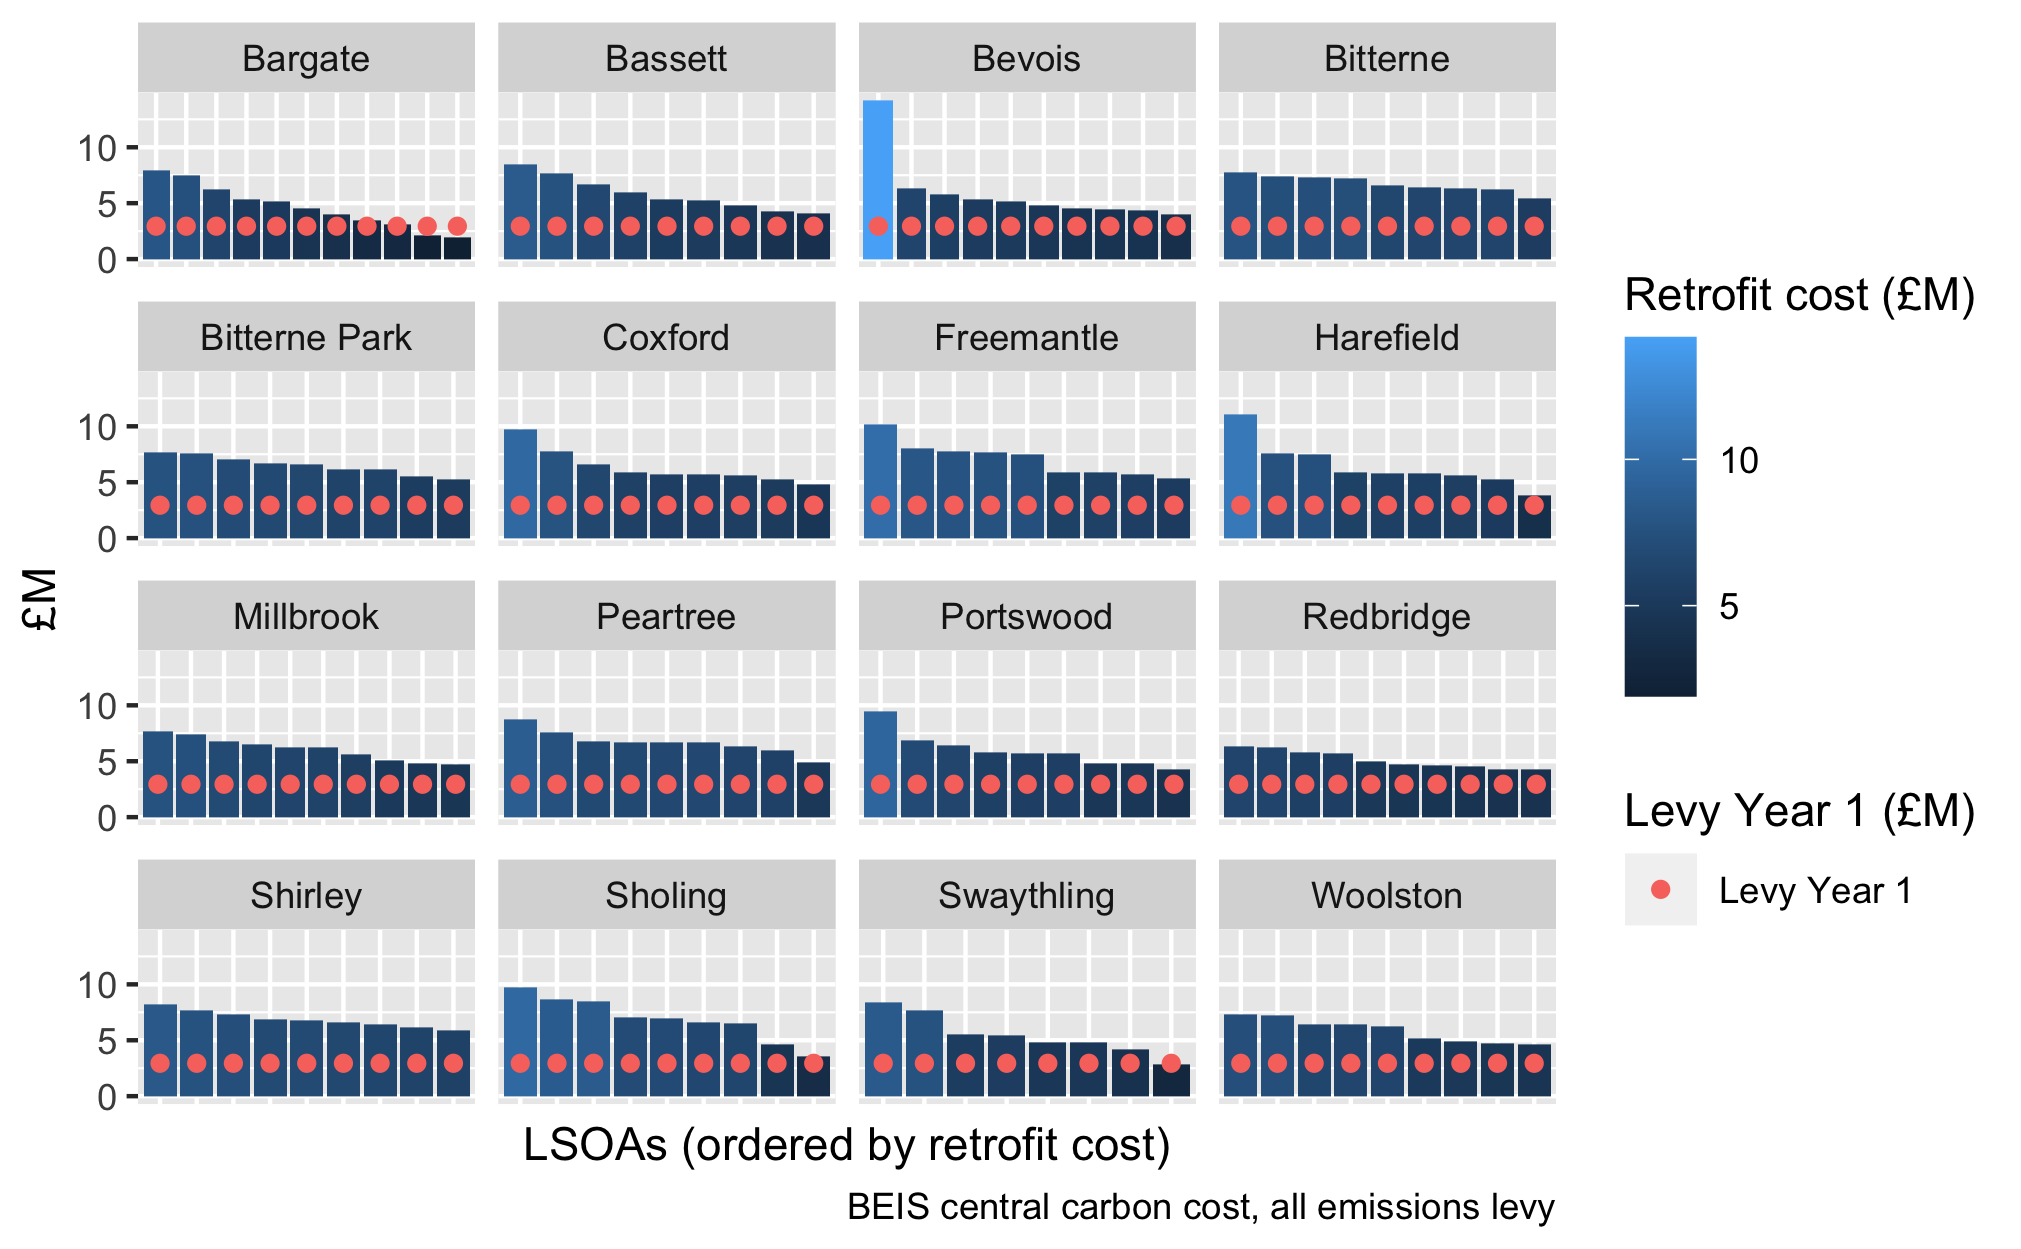 Bargate Bassett Bevois Bitterne
10
5
0
Bitterne Park Coxford Freemantle Harefield
10
5
0
Millbrook Peartree Portswood Redbridge
10
5
0
Shirley Sholing Swaythling Woolston
10
5
0
£M
LSOAs (ordered by retrofit cost)
BEIS central carbon cost, all emissions levy
Retrofit cost (£M)
10
5
Levy Year 1 (£M)
Levy Year 1